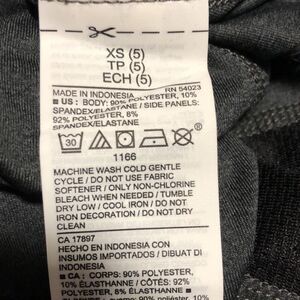 XS (5)
TP (5)
ECH (5)
MADE IN INDONESIA RN 54023
■ US : BODY: 90% POLYESTER, 10%
SPANDEX/ELASTANE / SIDE PANELS:
92% POLYESTER, 8%
SPANDEX/ELASTANE
30
1166
MACHINE WASH COLD GENTLE
CYCLE / DO NOT USE FABRIC
SOFTENER / ONLY NON-CHLORINE
BLEACH WHEN NEEDED / TUMBLE
DRY LOW / COOL IRON / DO NOT
IRON DECORATION / DO NOT DRY
CLEAN
CA 17897
HECHO EN INDONESIA CON
INSUMOS IMPORTADOS / DIBUAT DI
INDONESIA
■ CA : CORPS: 90% POLYESTER,
10% ÉLASTHANNE / CÔTÉS: 92%
POLYESTER, 8% ÉLASTHANNE
90% poliéster, 10%